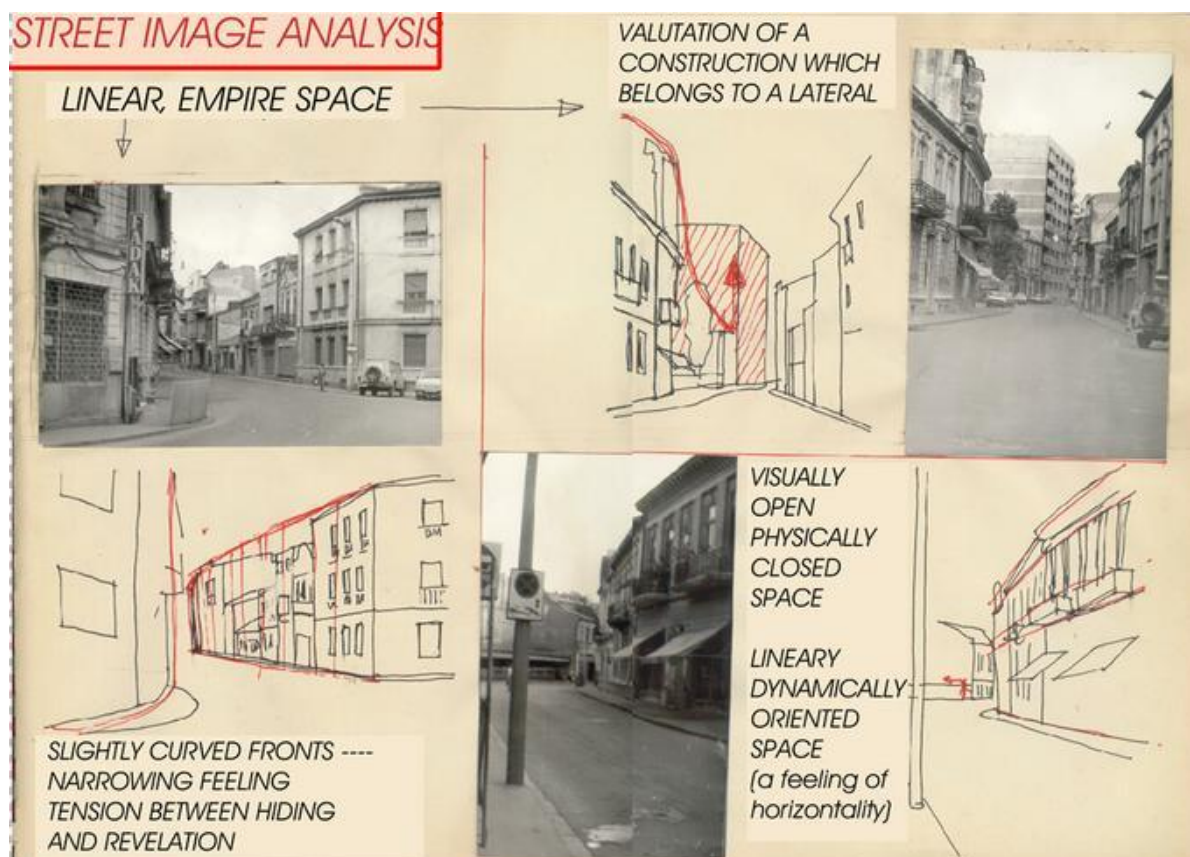 STREET IMAGE ANALYSIS
LINEAR, EMPIRE SPACE
VALUTATION OF A
CONSTRUCTION WHICH
BELONGS TO A LATERAL
VISUALLY
OPEN
PHYSICALLY
CLOSED
SPACE
LINEARY
DYNAMICALLY
ORIENTED
SPACE
(a feeling of
horizontality)
SLIGHTLY CURVED FRONTS ----
NARROWING FEELING
TENSION BETWEEN HIDING
AND REVELATION